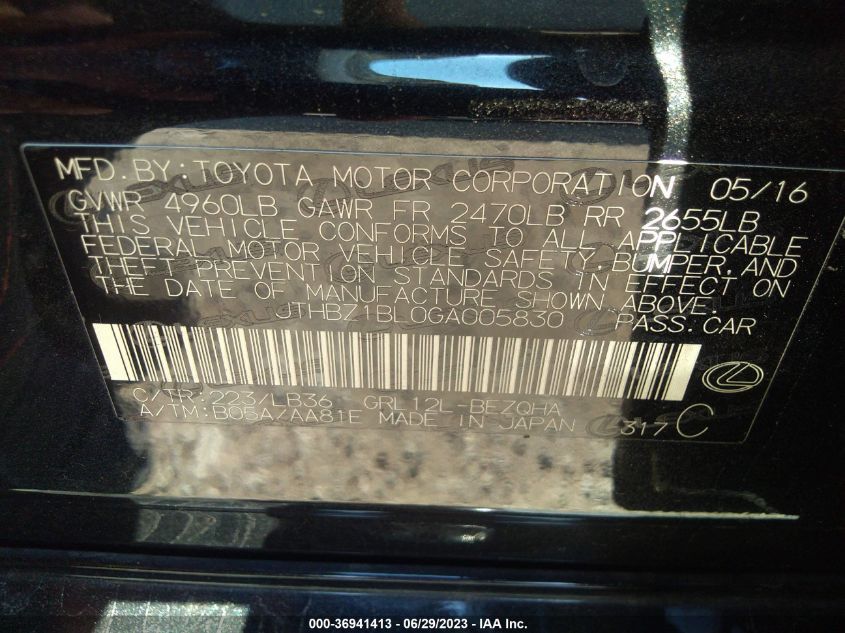 MFD.BY:TOYOTA MOTOR CORPORATION 05/16
GVWR 4960LB GAWR FR 2470LB RR 2655LB
THIS VEHICLE CONFORMS TO ALL APPLICABLE
FEDERAL MOTOR VEHICLE SAFETY,BUMPER,AND
THEFT PREVENTION STANDARDS IN EFFECT ON
THE DATE OF MANUFACTURE SHOWN ABOVE.
JTHBZ1BL0GA005830 PASS.CAR
C/TR:223/LB36 GRL12L-BEZQHA
A/TM:B05A/AA81E MADE IN JAPAN 317 C
000-36941413 - 06/29/2023 - IAA Inc.